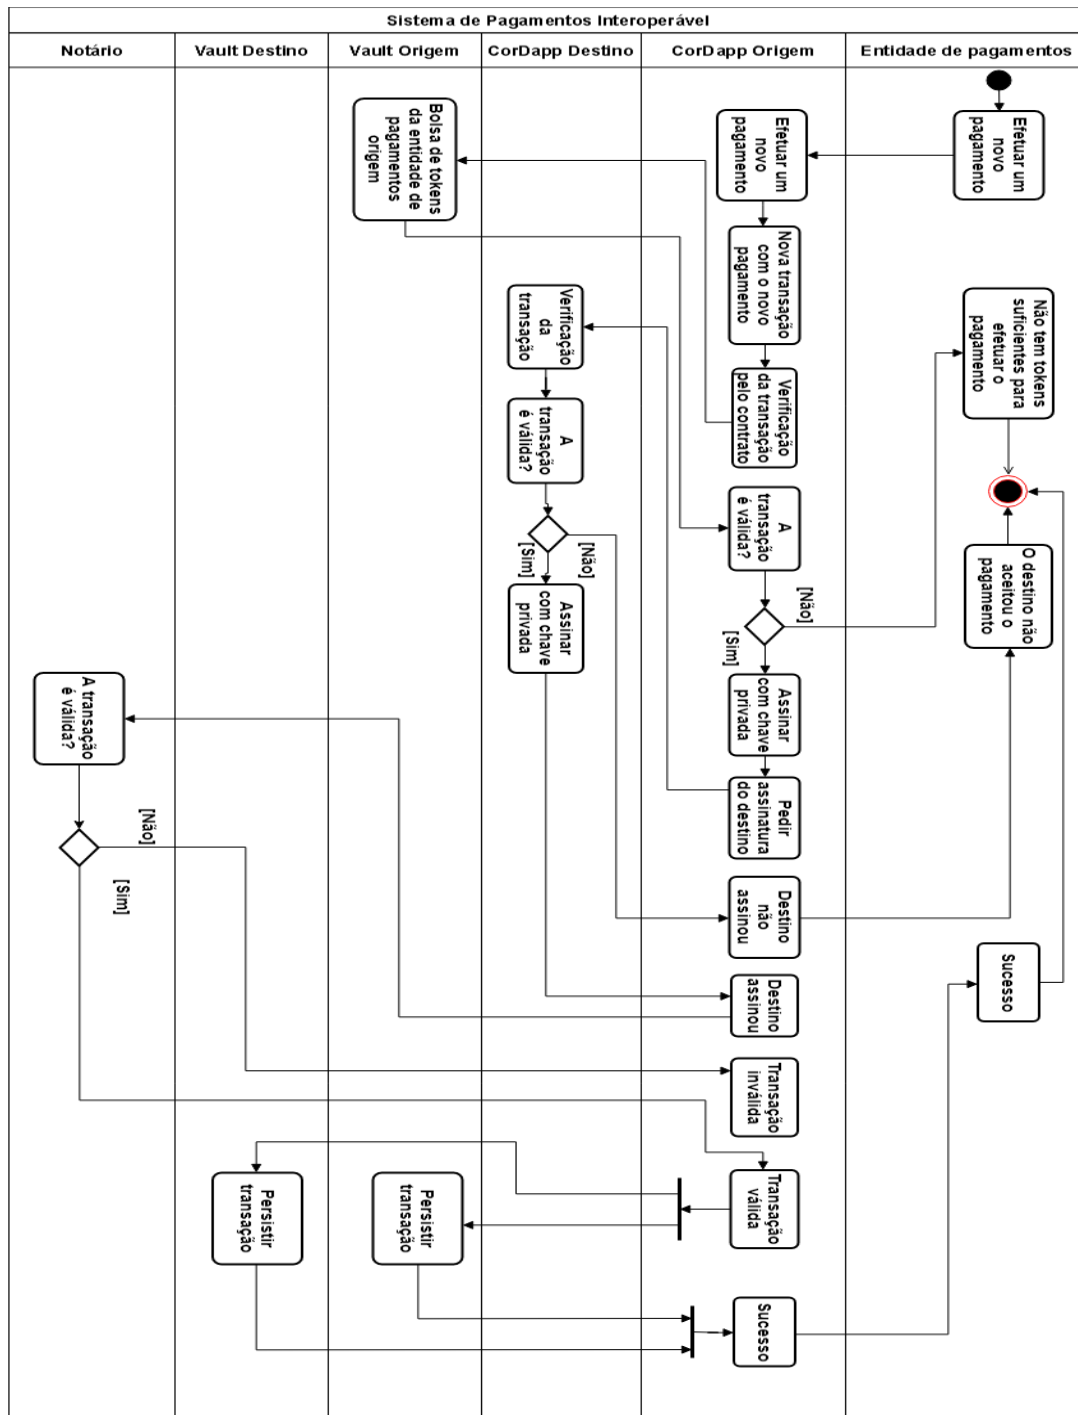 Sistema de Pagamentos Interoperável
Notário
Vault Destino
Vault Origem
CorDapp Destino
CorDapp Origem
Entidade de pagamentos
Efetuar um
novo
pagamento
Efetuar um
novo
pagamento
Bolsa de tokens
da entidade de
pagamentos
origem
Nova transação
com o novo
pagamento
Verificação
da transação
pelo contrato
A
transação
é válida?
[Não]
[Sim]
Não tem tokens
suficientes para
efetuar o
pagamento
Assinar
com chave
privada
Pedir
assinatura
do destino
Verificação
da
transação
A
transação
é válida?
[Não]
[Sim]
Assinar
com chave
privada
Destino
não
assinou
O destino não
aceitou o
pagamento
Destino
assinou
A transação
é válida?
[Não]
[Sim]
Transação
inválida
Transação
válida
Persistir
transação
Persistir
transação
Sucesso
Sucesso